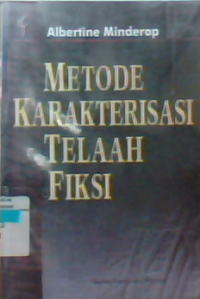 Albertine Minderop
METODE
KARAKTERISASI
TELAAH
FIKSI